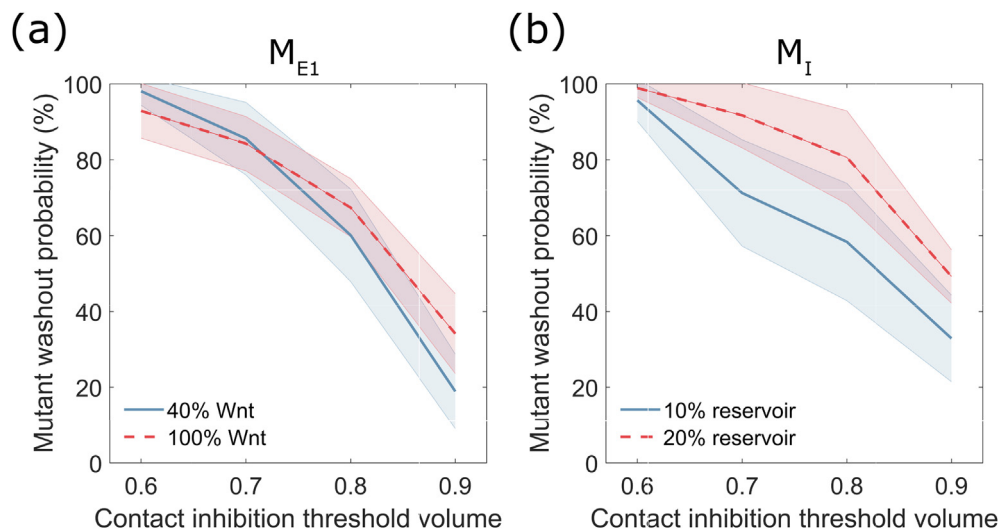 (a)
M_E1
Mutant washout probability (%)
100
80
60
40
20
0
40% Wnt
100% Wnt
0.6 0.7 0.8 0.9
Contact inhibition threshold volume
(b)
M_I
Mutant washout probability (%)
100
80
60
40
20
0
10% reservoir
20% reservoir
0.6 0.7 0.8 0.9
Contact inhibition threshold volume